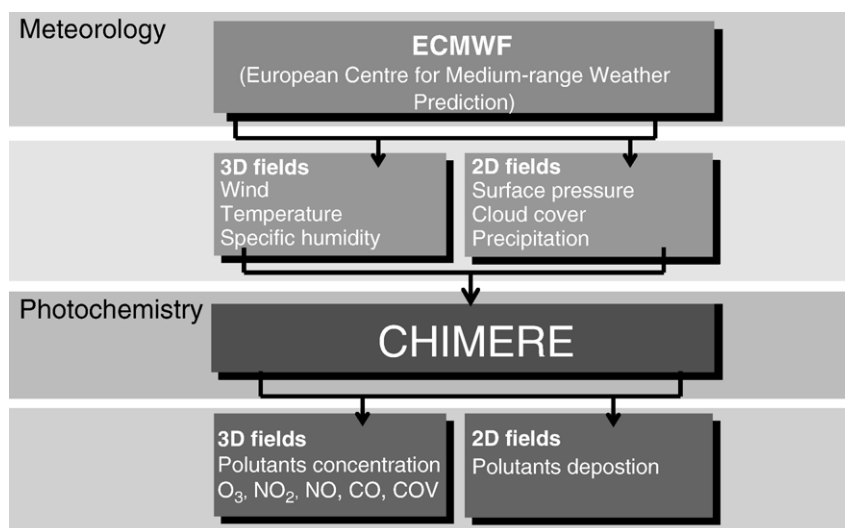 Meteorology
ECMWF
(European Centre for Medium-range Weather
Prediction)
3D fields
Wind
Temperature
Specific humidity
2D fields
Surface pressure
Cloud cover
Precipitation
Photochemistry
CHIMERE
3D fields
Polutants concentration
O₃, NO₂, NO, CO, COV
2D fields
Polutants depostion